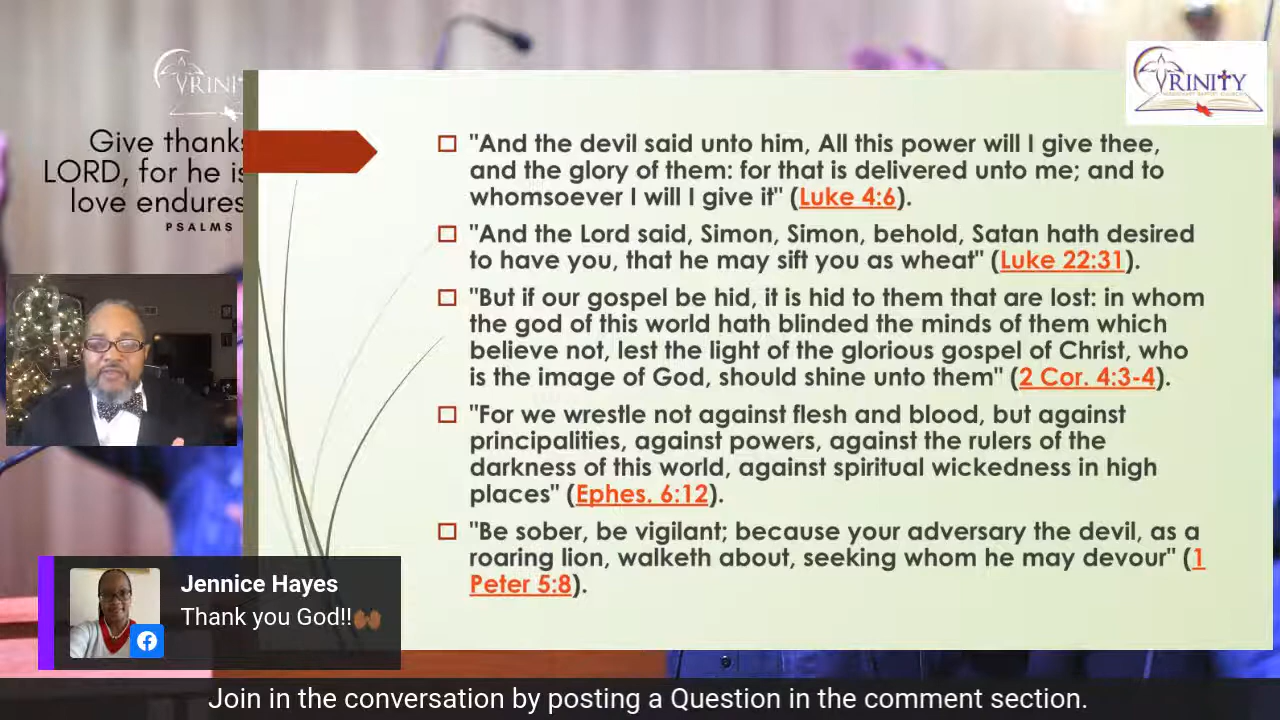 TRINITY
MISSIONARY BAPTIST CHURCH
RINI
Give thanks
LORD, for he is
love endures
PSALMS
"And the devil said unto him, All this power will I give thee,
and the glory of them: for that is delivered unto me; and to
whomsoever I will I give it" (Luke 4:6).
"And the Lord said, Simon, Simon, behold, Satan hath desired
to have you, that he may sift you as wheat" (Luke 22:31).
"But if our gospel be hid, it is hid to them that are lost: in whom
the god of this world hath blinded the minds of them which
believe not, lest the light of the glorious gospel of Christ, who
is the image of God, should shine unto them" (2 Cor. 4:3-4).
"For we wrestle not against flesh and blood, but against
principalities, against powers, against the rulers of the
darkness of this world, against spiritual wickedness in high
places" (Ephes. 6:12).
"Be sober, be vigilant; because your adversary the devil, as a
roaring lion, walketh about, seeking whom he may devour" (1
Peter 5:8).
Jennice Hayes
Thank you God!!🙌🏾
Join in the conversation by posting a Question in the comment section.